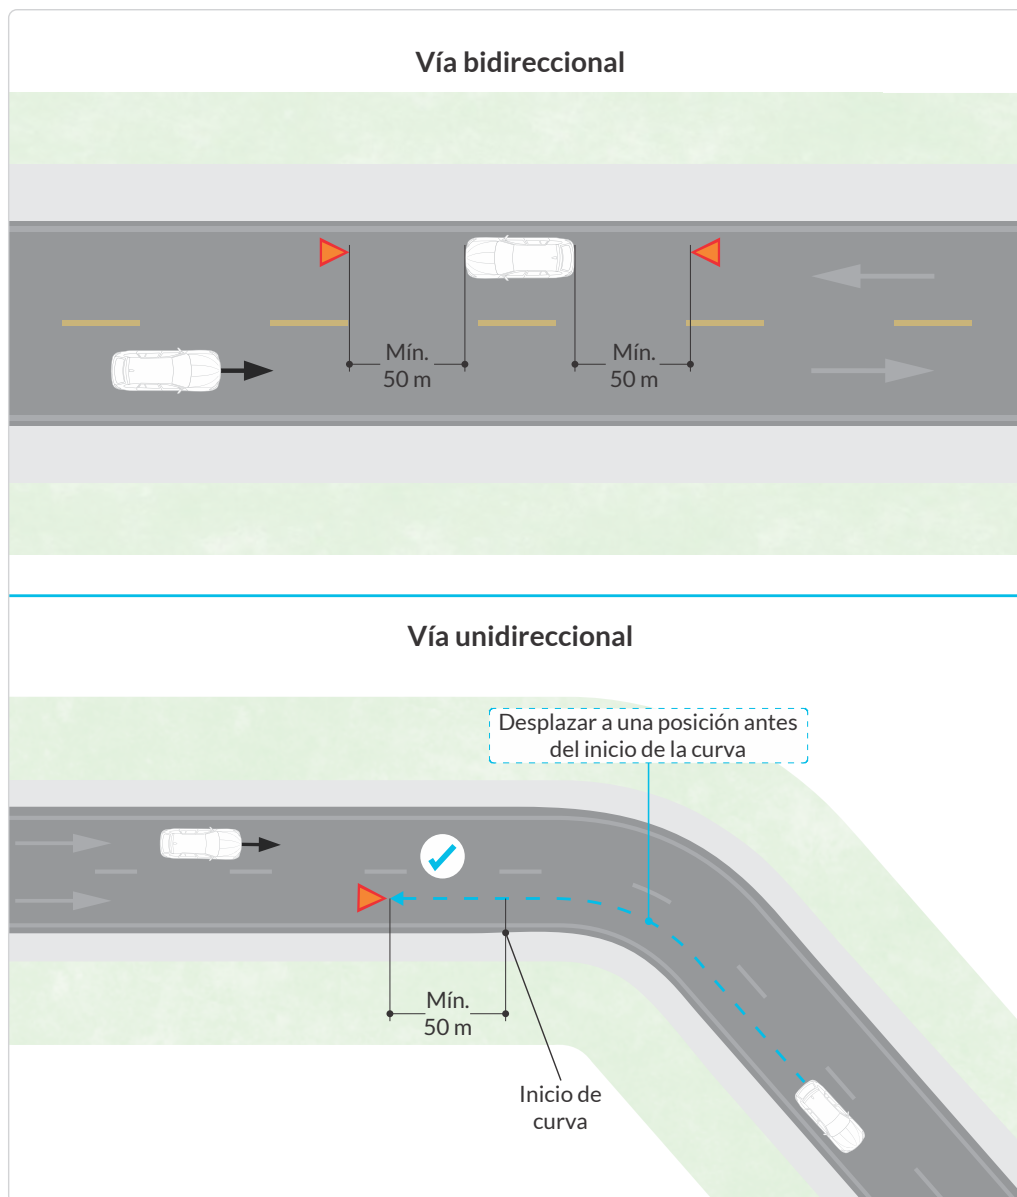 Vía bidireccional
Mín.
50 m
Mín.
50 m
Vía unidireccional
Desplazar a una posición antes
del inicio de la curva
Mín.
50 m
Inicio de
curva